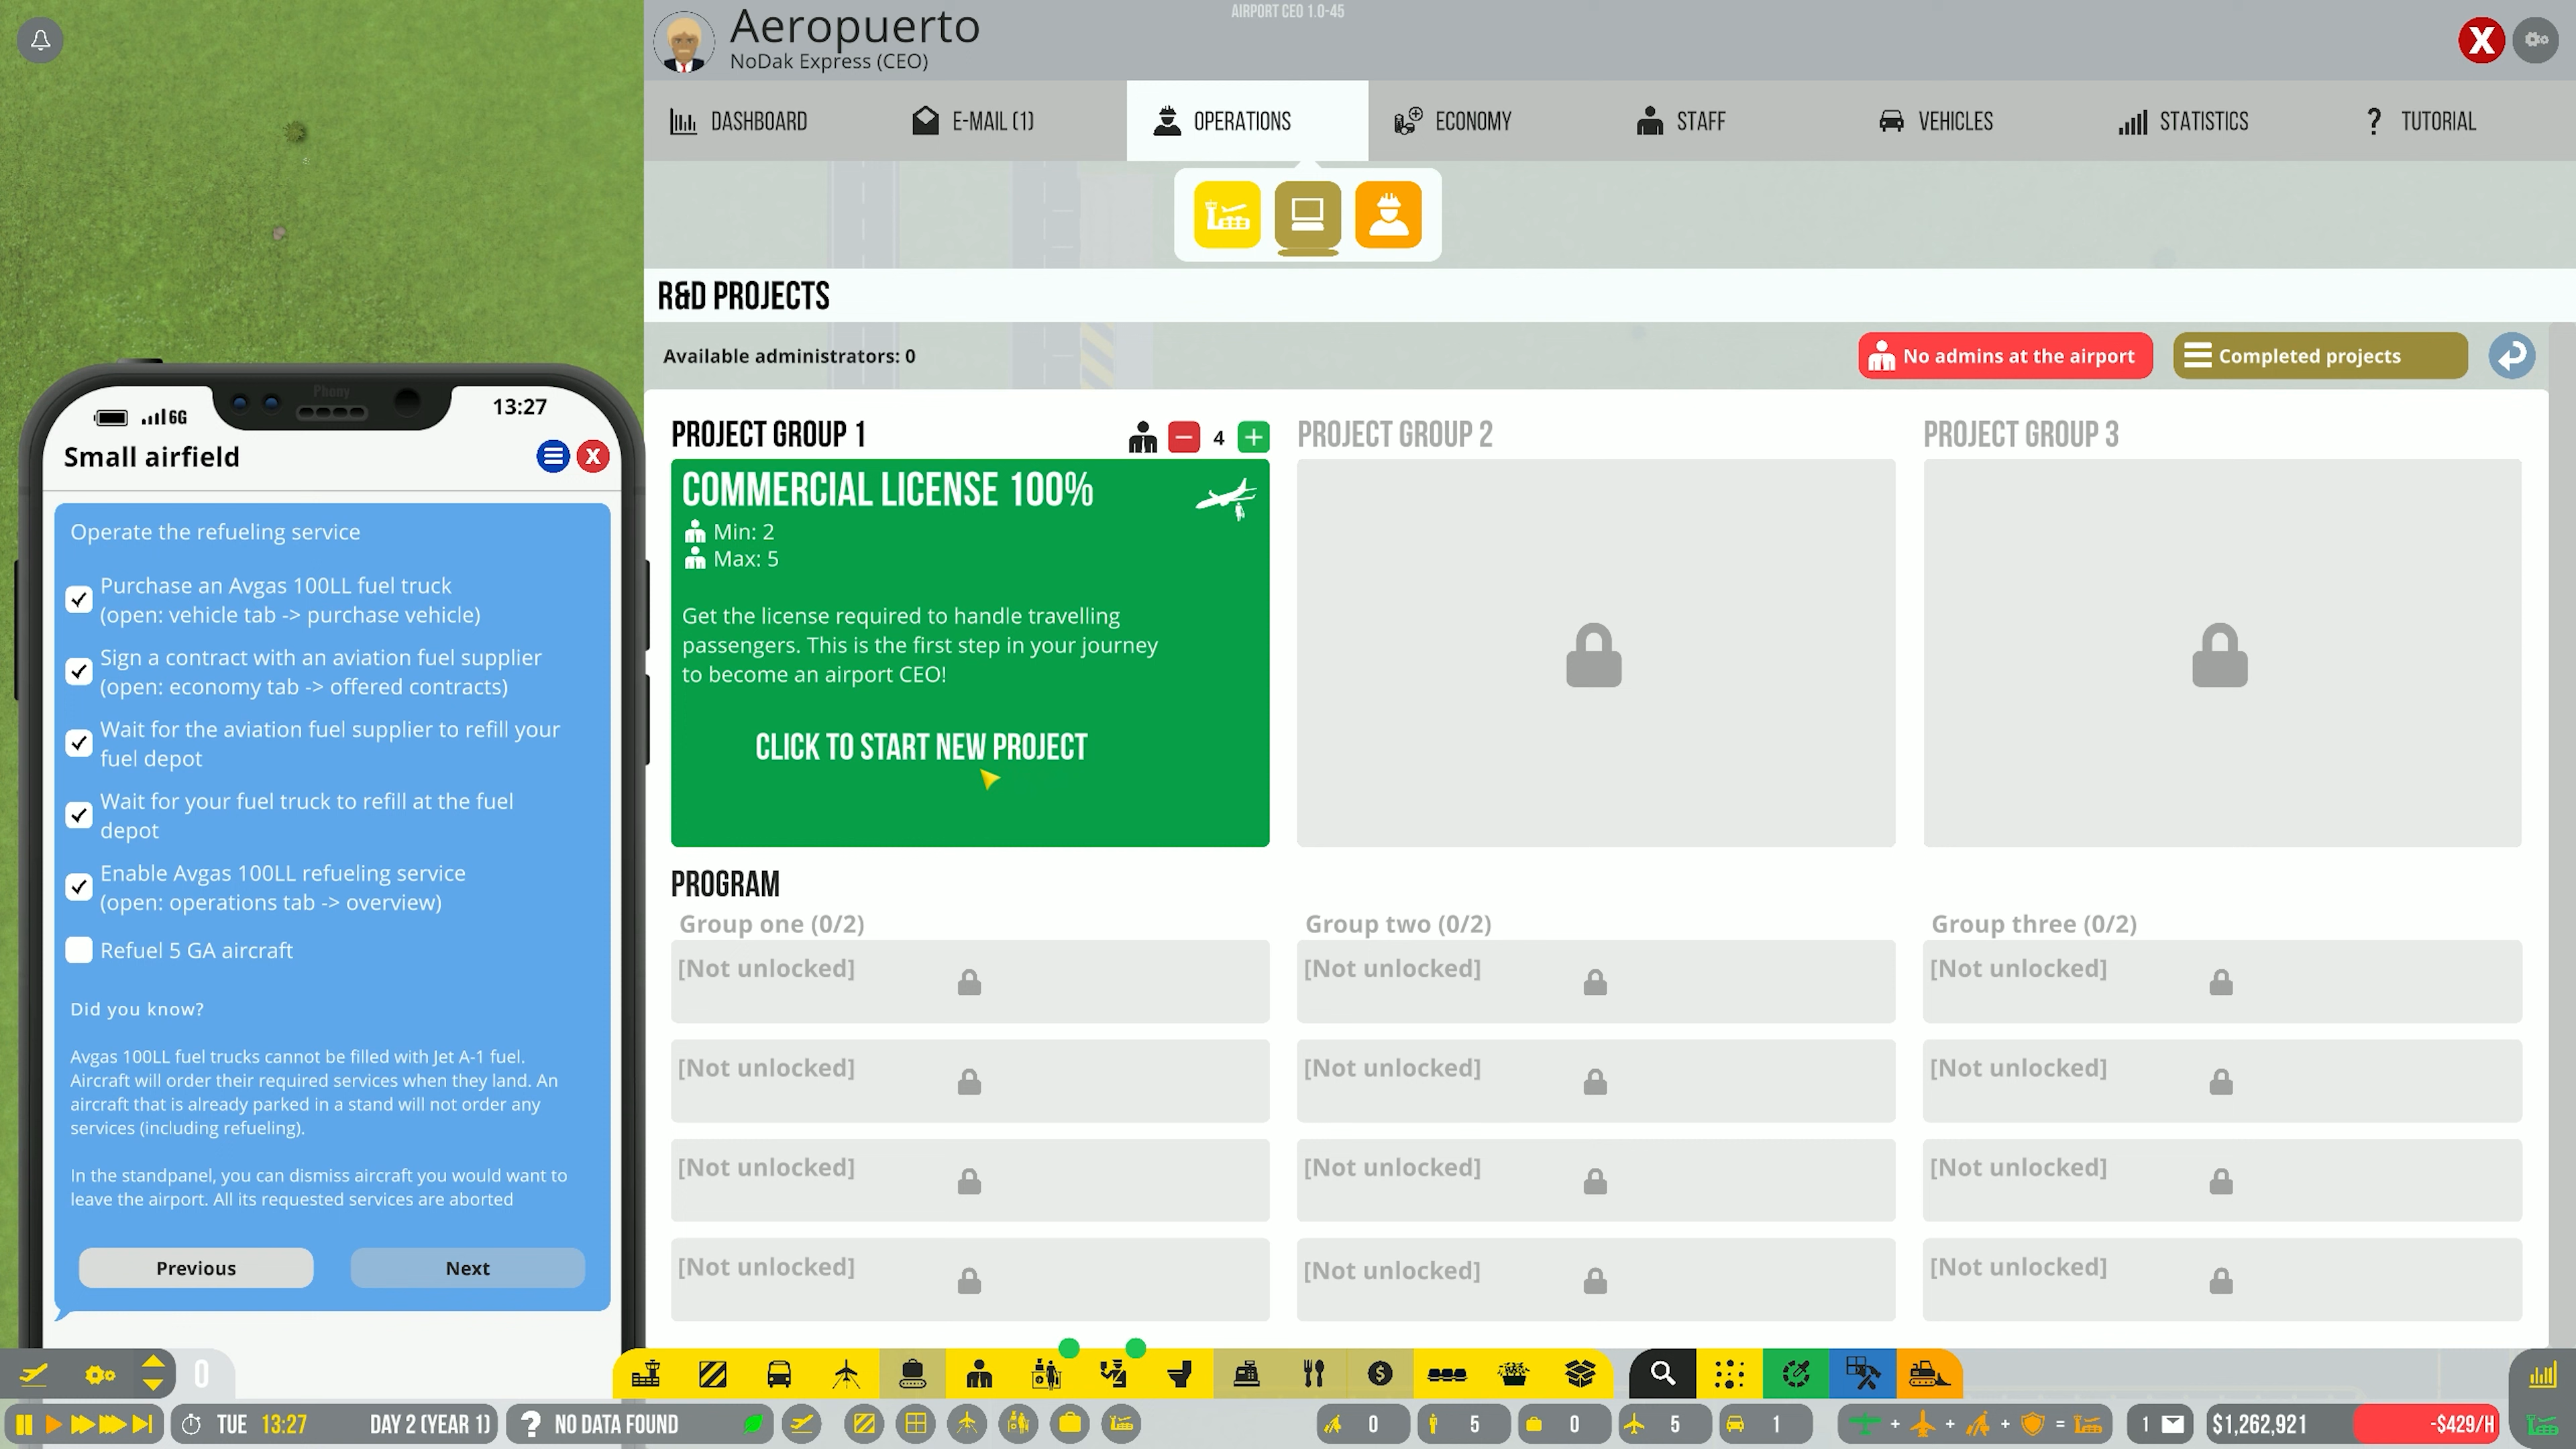 AIRPORT CEO 1.0-45
Aeropuerto
NoDak Express (CEO)
DASHBOARD
E-MAIL (1)
OPERATIONS
ECONOMY
STAFF
VEHICLES
STATISTICS
? TUTORIAL
R&D PROJECTS
Available administrators: 0
No admins at the airport
Completed projects
PROJECT GROUP 1
4
PROJECT GROUP 2
PROJECT GROUP 3
COMMERCIAL LICENSE 100%
Min: 2
Max: 5
Get the license required to handle travelling
passengers. This is the first step in your journey
to become an airport CEO!
CLICK TO START NEW PROJECT
PROGRAM
Group one (0/2)
Group two (0/2)
Group three (0/2)
[Not unlocked]
[Not unlocked]
[Not unlocked]
[Not unlocked]
[Not unlocked]
[Not unlocked]
[Not unlocked]
[Not unlocked]
[Not unlocked]
[Not unlocked]
[Not unlocked]
[Not unlocked]
Phony
6G
13:27
Small airfield
X
Operate the refueling service
Purchase an Avgas 100LL fuel truck
(open: vehicle tab -> purchase vehicle)
Sign a contract with an aviation fuel supplier
(open: economy tab -> offered contracts)
Wait for the aviation fuel supplier to refill your
fuel depot
Wait for your fuel truck to refill at the fuel
depot
Enable Avgas 100LL refueling service
(open: operations tab -> overview)
Refuel 5 GA aircraft
Did you know?
Avgas 100LL fuel trucks cannot be filled with Jet A-1 fuel.
Aircraft will order their required services when they land. An
aircraft that is already parked in a stand will not order any
services (including refueling).
In the standpanel, you can dismiss aircraft you would want to
leave the airport. All its requested services are aborted
Previous
Next
0
TUE 13:27 DAY 2 (YEAR 1)
? NO DATA FOUND
0
5
0
5
1
+ + + =
1
$1,262,921
-$429/H